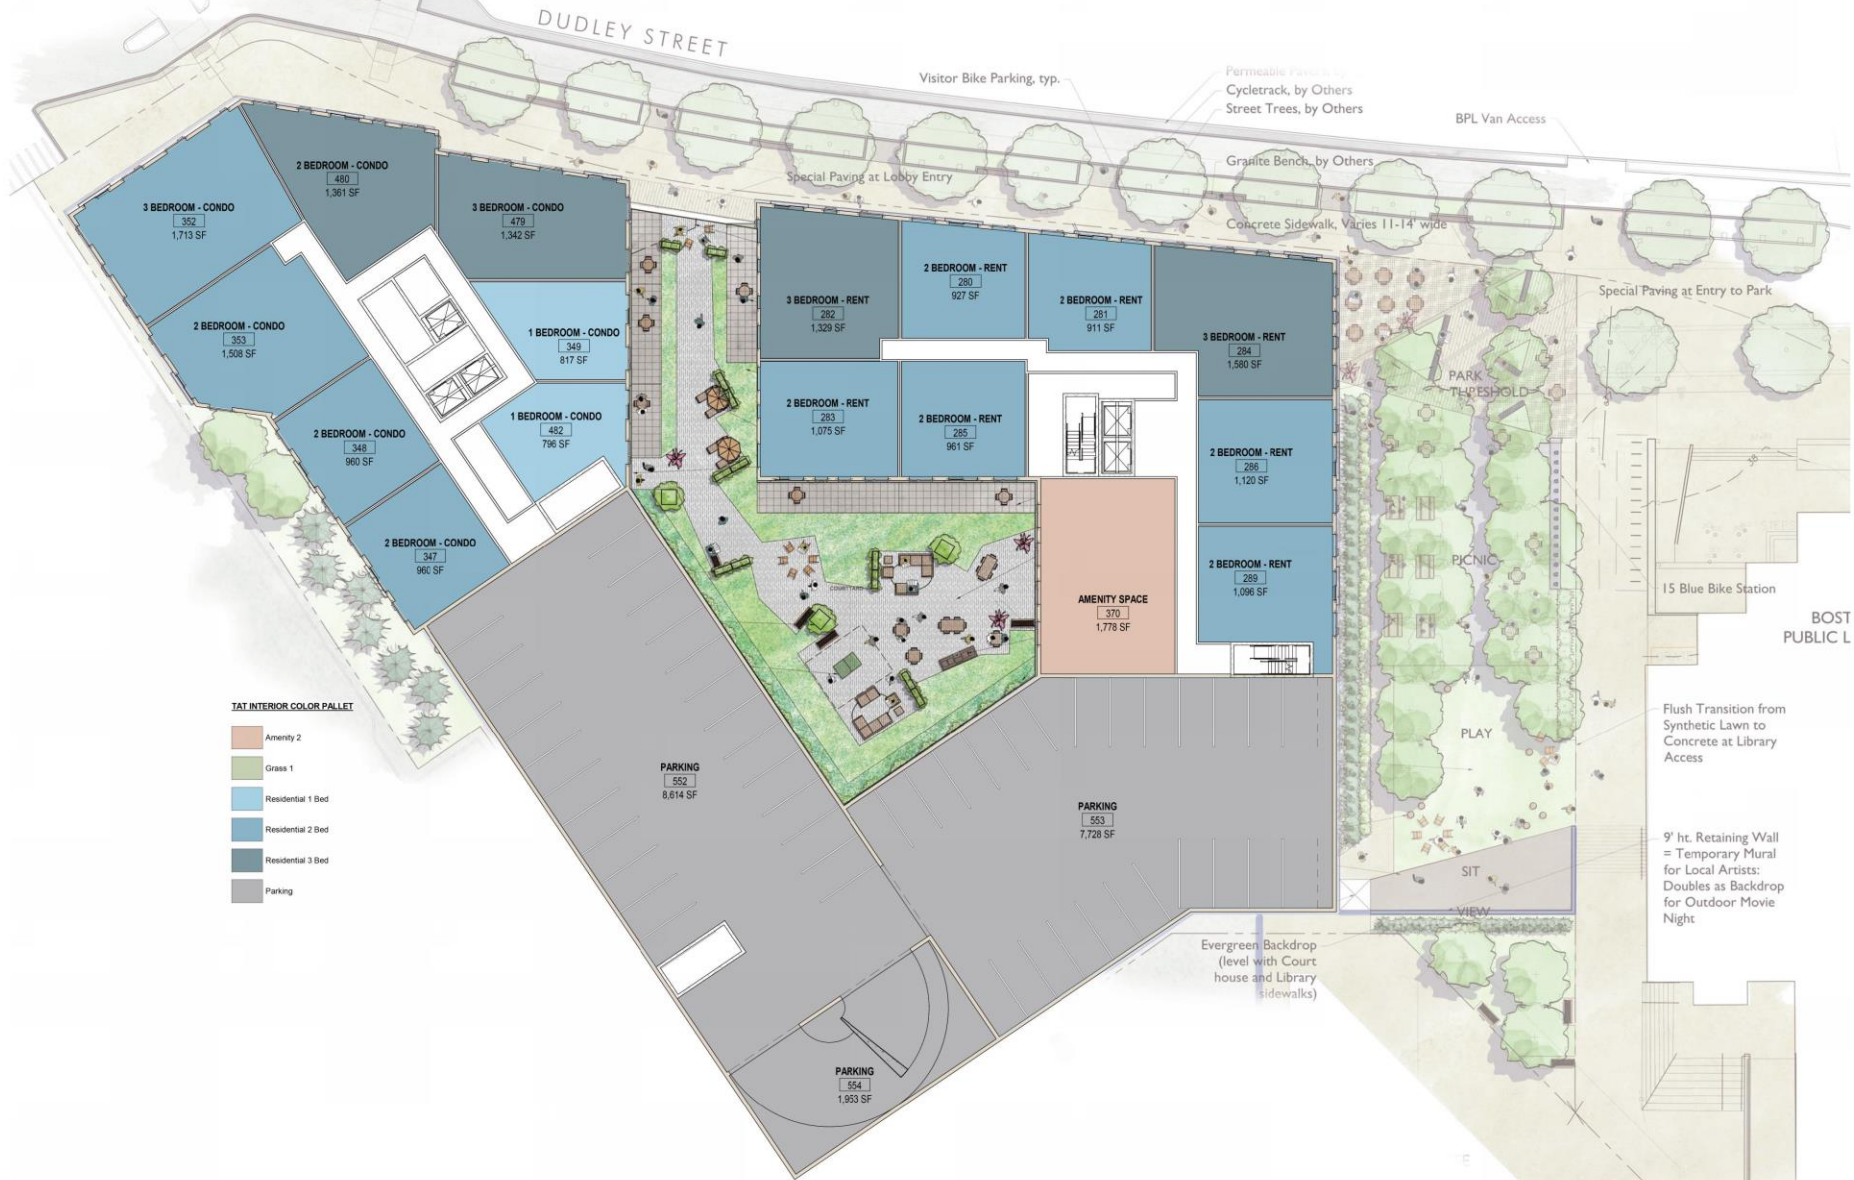 DUDLEY STREET
Visitor Bike Parking, typ.
Permeable
Cycletrack, by Others
Street Trees, by Others
BPL Van Access
Granite Bench, by Others
Special Paving at Lobby Entry
Concrete Sidewalk, Varies 11-14' wide
Special Paving at Entry to Park
2 BEDROOM - CONDO
480
1,361 SF
3 BEDROOM - CONDO
352
1,713 SF
3 BEDROOM - CONDO
479
1,342 SF
2 BEDROOM - CONDO
353
1,508 SF
1 BEDROOM - CONDO
349
817 SF
2 BEDROOM - CONDO
348
960 SF
1 BEDROOM - CONDO
482
796 SF
2 BEDROOM - CONDO
347
960 SF
3 BEDROOM - RENT
282
1,329 SF
2 BEDROOM - RENT
280
927 SF
2 BEDROOM - RENT
281
911 SF
3 BEDROOM - RENT
284
1,580 SF
2 BEDROOM - RENT
283
1,075 SF
2 BEDROOM - RENT
285
961 SF
2 BEDROOM - RENT
286
1,120 SF
2 BEDROOM - RENT
289
1,096 SF
AMENITY SPACE
370
1,778 SF
COURTYARD
PARK
THRESHOLD
38
PICNIC
15 Blue Bike Station
BOST
PUBLIC L
PLAY
Flush Transition from
Synthetic Lawn to
Concrete at Library
Access
SIT
VIEW
9' ht. Retaining Wall
= Temporary Mural
for Local Artists:
Doubles as Backdrop
for Outdoor Movie
Night
Evergreen Backdrop
(level with Court
house and Library
sidewalks)
PARKING
552
8,614 SF
PARKING
553
7,728 SF
PARKING
554
1,953 SF
TAT INTERIOR COLOR PALLET
Amenity 2
Grass 1
Residential 1 Bed
Residential 2 Bed
Residential 3 Bed
Parking